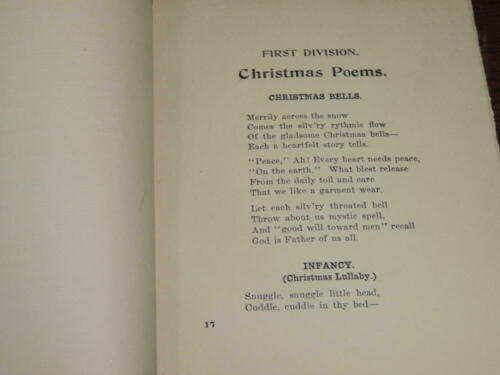 FIRST DIVISION.
Christmas Poems.
CHRISTMAS BELLS.
Merrily across the snow
Comes the silv'ry rythmic flow
Of the gladsome Christmas bells—
Each a heartfelt story tells.
"Peace," Ah! Every heart needs peace,
"On the earth." What blest release
From the daily toil and care
That we like a garment wear.
Let each silv'ry throated bell
Throw about us mystic spell,
And "good will toward men" recall
God is Father of us all.
INFANCY.
(Christmas Lullaby.)
Snuggle, snuggle little head,
Cuddle, cuddle in thy bed—
17